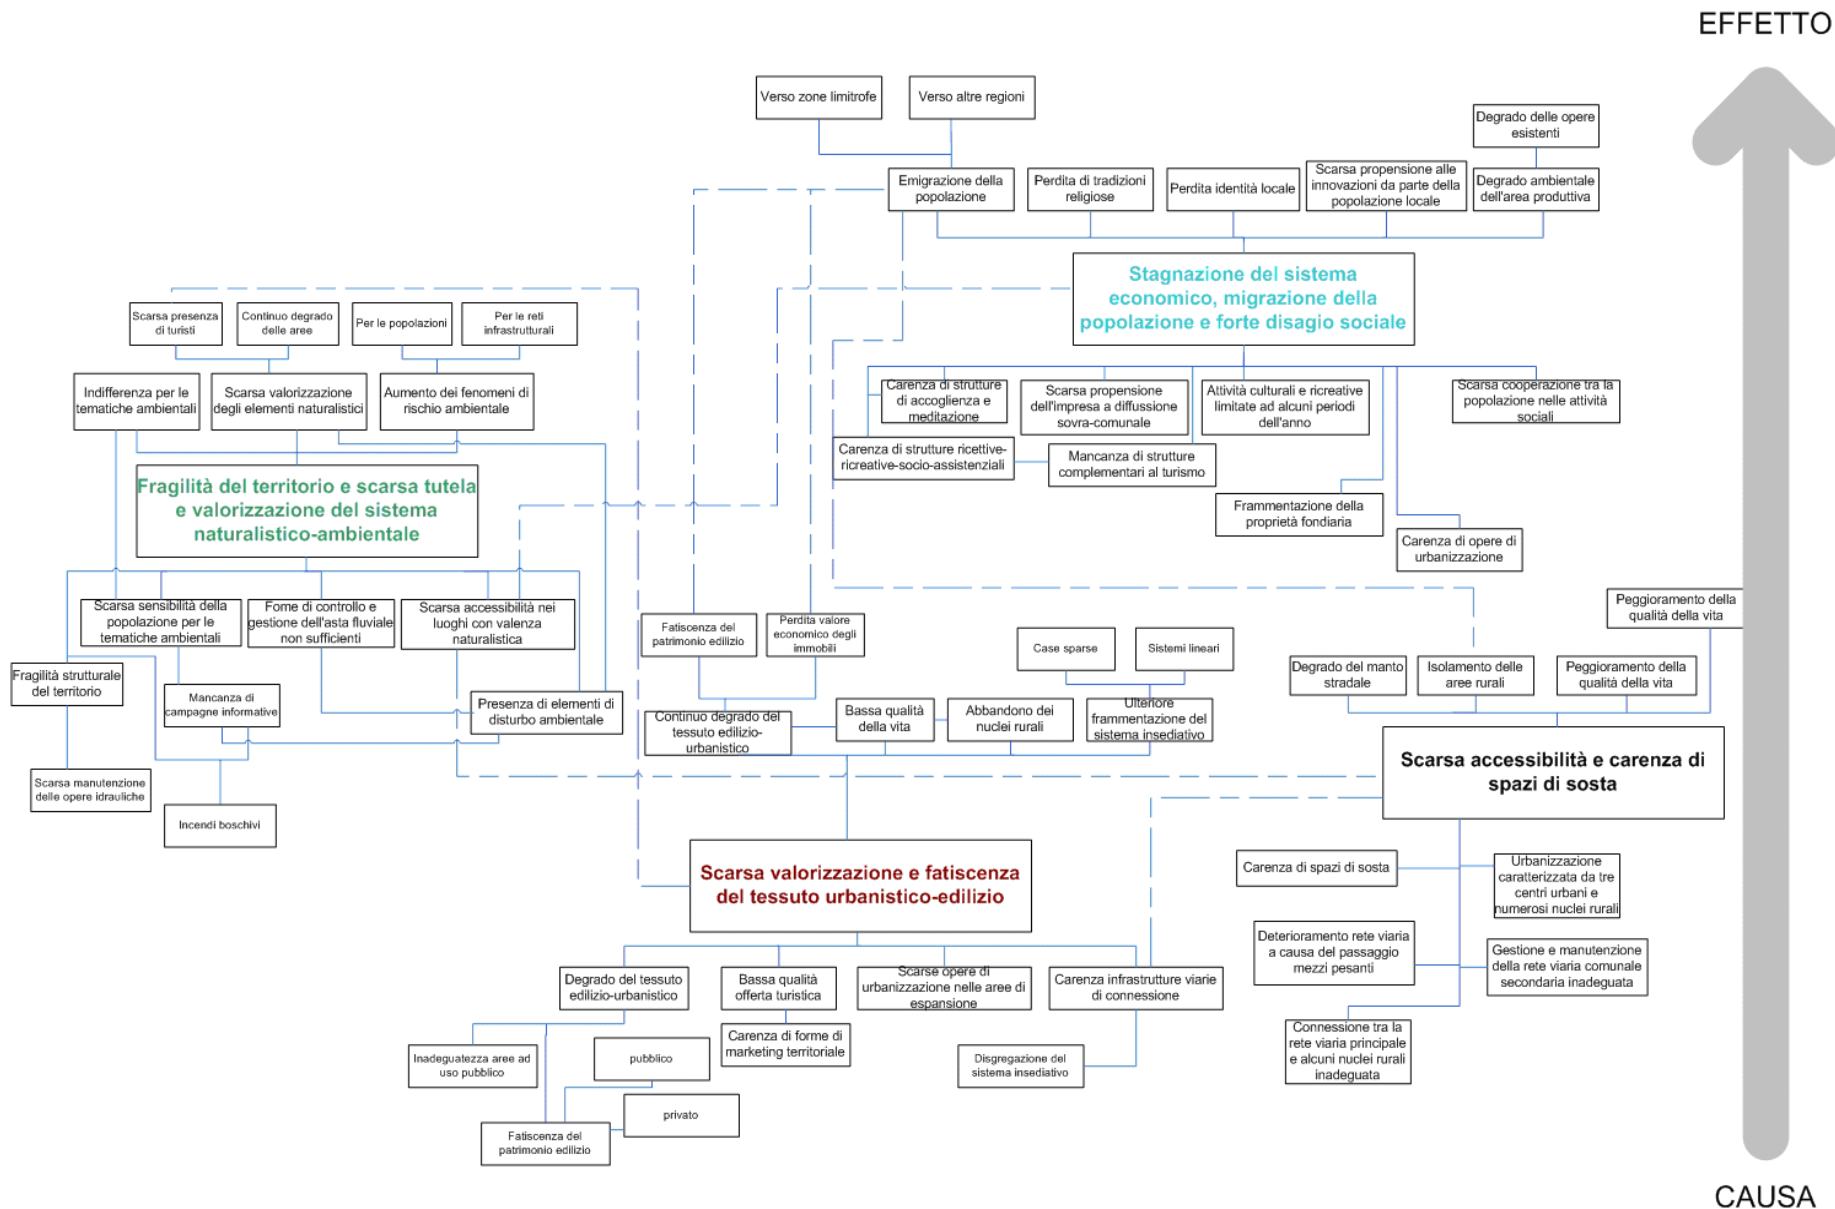 EFFETTO
Verso zone limitrofe
Verso altre regioni
Degrado delle opere
esistenti
Emigrazione della
popolazione
Perdita di tradizioni
religiose
Perdita identità locale
Scarsa propensione alle
innovazioni da parte della
popolazione locale
Degrado ambientale
dell'area produttiva
Stagnazione del sistema
economico, migrazione della
popolazione e forte disagio sociale
Scarsa presenza
di turisti
Continuo degrado
delle aree
Per le popolazioni
Per le reti
infrastrutturali
Indifferenza per le
tematiche ambientali
Scarsa valorizzazione
degli elementi naturalistici
Aumento dei fenomeni di
rischio ambientale
Carenza di strutture
di accoglienza e
meditazione
Scarsa propensione
dell'impresa a diffussione
sovra-comunale
Attività culturali e ricreative
limitate ad alcuni periodi
dell'anno
Scarsa cooperazione tra la
popolazione nelle attività
sociali
Carenza di strutture ricettive-
ricreative-socio-assistenziali
Mancanza di strutture
complementari al turismo
Frammentazione della
proprietà fondiaria
Carenza di opere di
urbanizzazione
Fragilità del territorio e scarsa tutela
e valorizzazione del sistema
naturalistico-ambientale
Scarsa sensibilità della
popolazione per le
tematiche ambientali
Fome di controllo e
gestione dell'asta fluviale
non sufficienti
Scarsa accessibilità nei
luoghi con valenza
naturalistica
Fragilità strutturale
del territorio
Mancanza di
campagne informative
Presenza di elementi di
disturbo ambientale
Scarsa manutenzione
delle opere idrauliche
Incendi boschivi
Fatiscenza del
patrimonio edilizio
Perdita valore
economico degli
immobili
Case sparse
Sistemi lineari
Continuo degrado del
tessuto edilizio-
urbanistico
Bassa qualità
della vita
Abbandono dei
nuclei rurali
Ulteriore
frammentazione del
sistema insediativo
Peggioramento della
qualità della vita
Degrado del manto
stradale
Isolamento delle
aree rurali
Peggioramento della
qualità della vita
Scarsa accessibilità e carenza di
spazi di sosta
Scarsa valorizzazione e fatiscenza
del tessuto urbanistico-edilizio
Carenza di spazi di sosta
Urbanizzazione
caratterizzata da tre
centri urbani e
numerosi nuclei rurali
Deterioramento rete viaria
a causa del passaggio
mezzi pesanti
Gestione e manutenzione
della rete viaria comunale
secondaria inadeguata
Connessione tra la
rete viaria principale
e alcuni nuclei rurali
inadeguata
Degrado del tessuto
edilizio-urbanistico
Bassa qualità
offerta turistica
Scarse opere di
urbanizzazione nelle aree di
espansione
Carenza infrastrutture viarie
di connessione
Inadeguatezza aree ad
uso pubblico
pubblico
Carenza di forme di
marketing territoriale
Disgregazione del
sistema insediativo
privato
Fatiscenza del
patrimonio edilizio
CAUSA